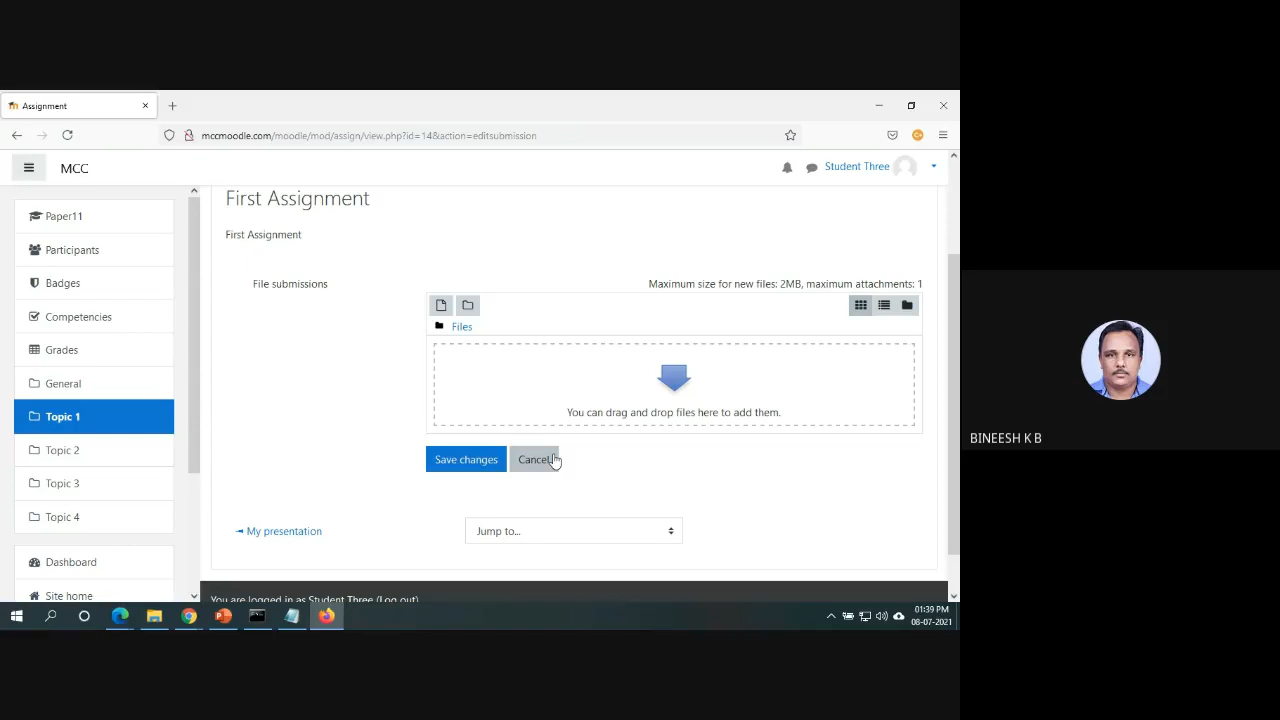 Assignment
mccmoodle.com/moodle/mod/assign/view.php?id=14&action=editsubmission
MCC
Student Three
Paper11
Participants
Badges
Competencies
Grades
General
Topic 1
Topic 2
Topic 3
Topic 4
Dashboard
Site home
First Assignment
First Assignment
File submissions
Maximum size for new files: 2MB, maximum attachments: 1
Files
You can drag and drop files here to add them.
Save changes
Cancel
◄ My presentation
Jump to...
You are logged in as Student Three (Log out)
01:39 PM
08-07-2021
BINEESH K B